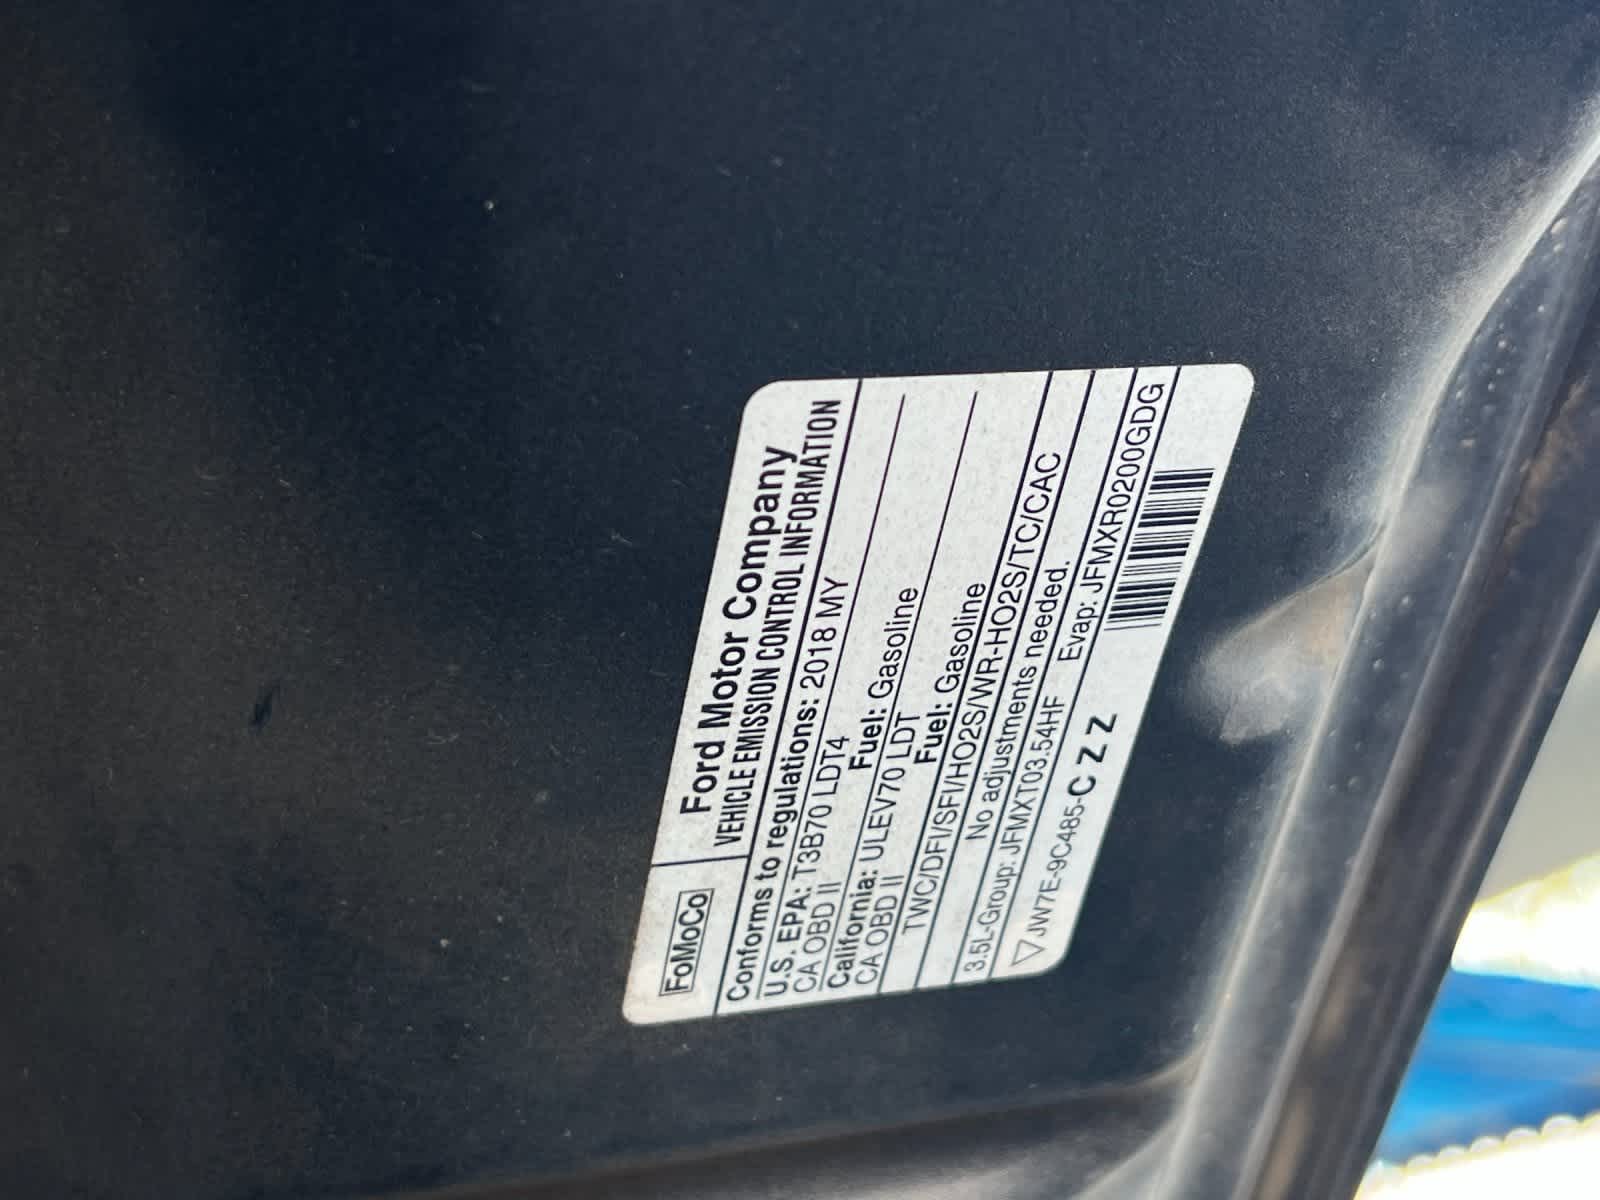 FoMoCo
Ford Motor Company
VEHICLE EMISSION CONTROL INFORMATION
Conforms to regulations: 2018 MY
U.S. EPA: T3B70 LDT4
CA OBD II Fuel: Gasoline
California: ULEV70 LDT
CA OBD II Fuel: Gasoline
TWC/DFI/SFI/HO2S/WR-HO2S/TC/CAC
No adjustments needed.
3.5L-Group: JFMXT03.54HF Evap: JFMXR0200GDG
JW7E-9C485-C Z Z